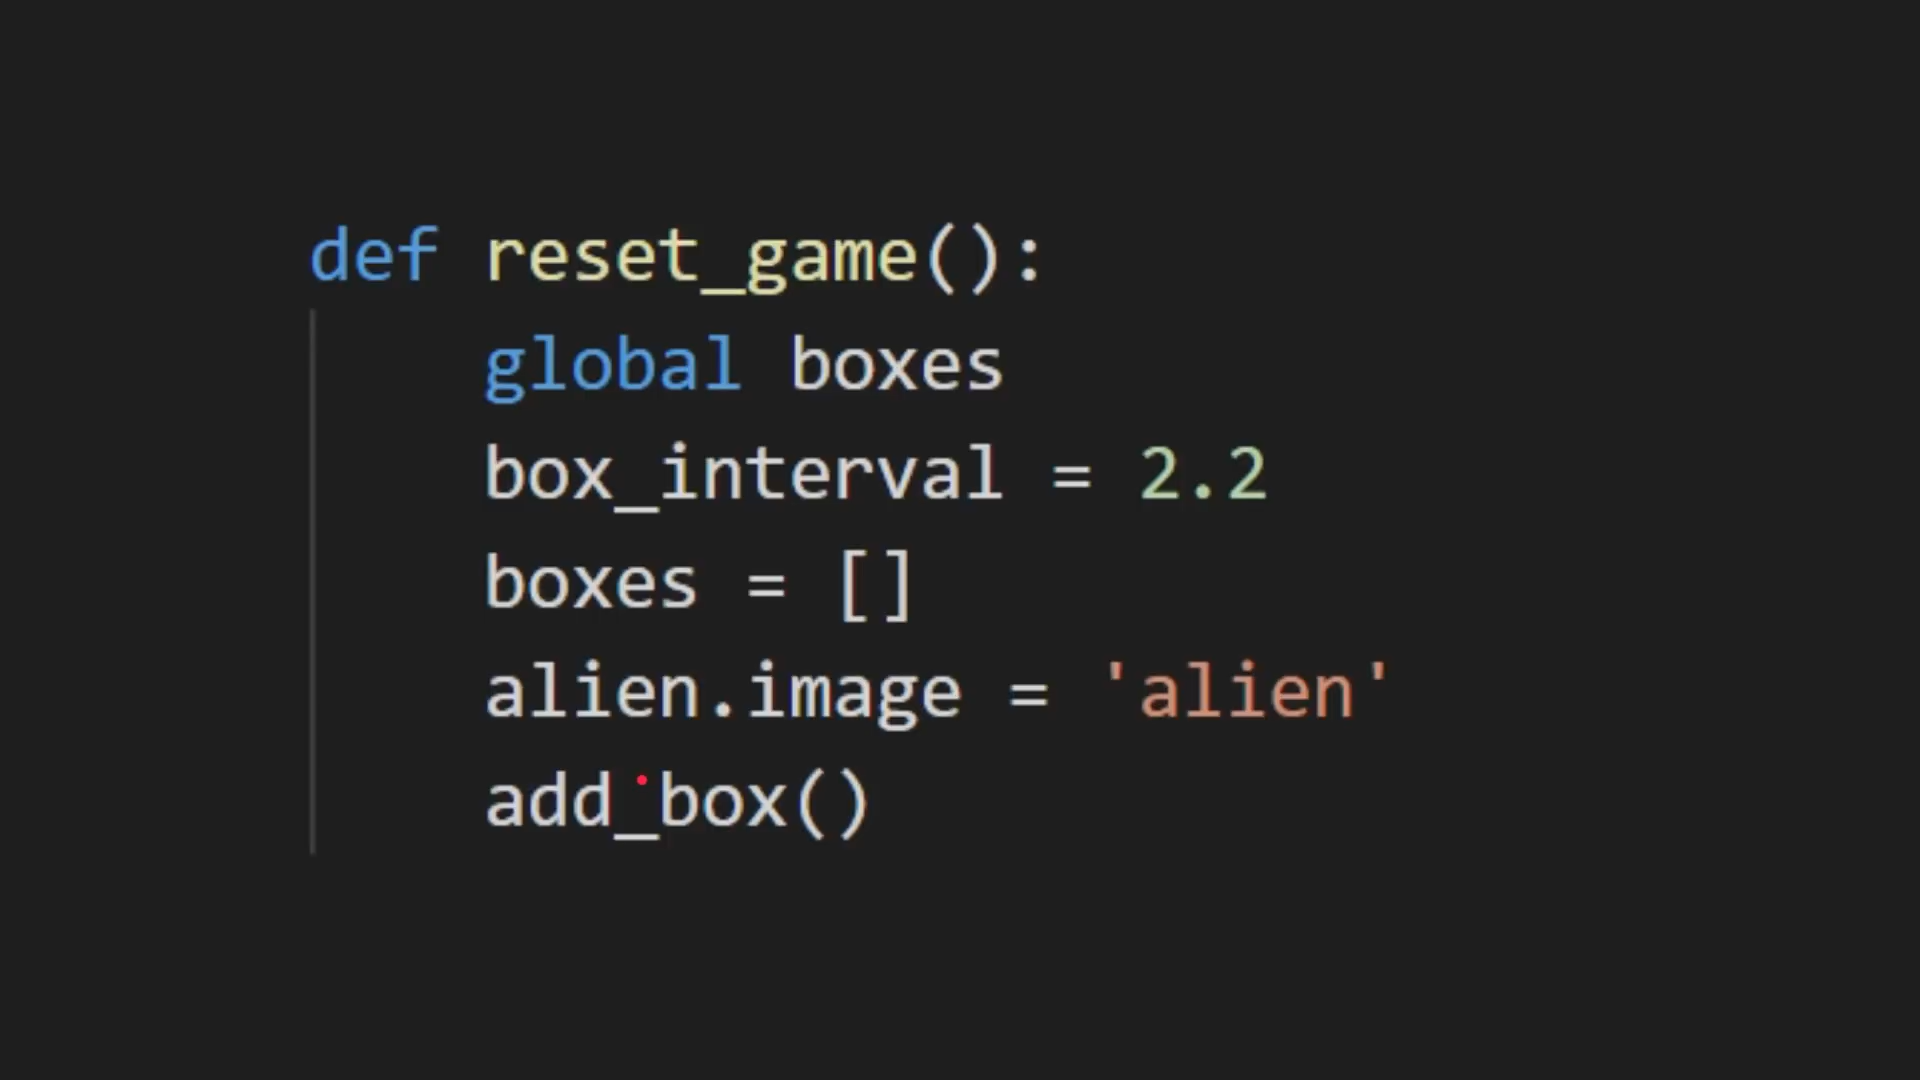 def reset_game():
    global boxes
    box_interval = 2.2
    boxes = []
    alien.image = 'alien'
    add_box()